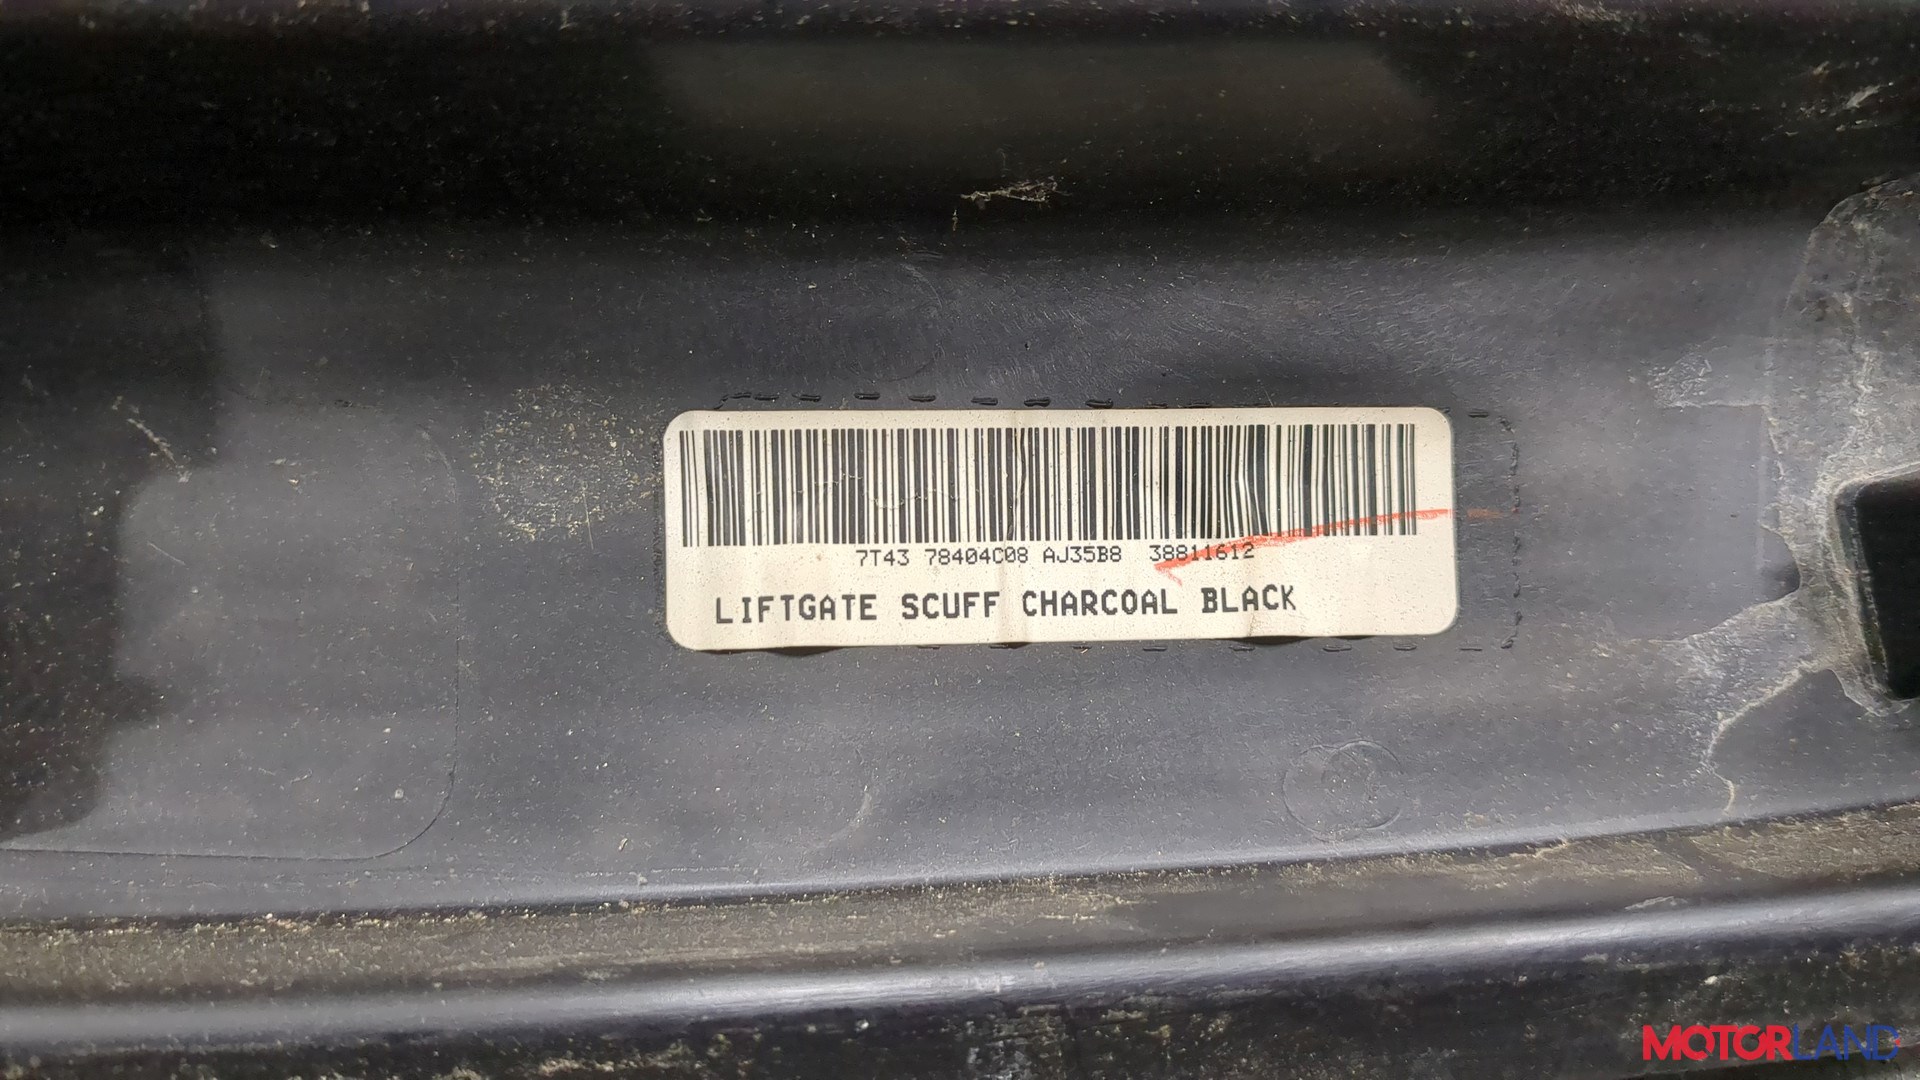 7T43 78404C08 AJ35B8 38811612
LIFTGATE SCUFF CHARCOAL BLACK
MOTORLAND